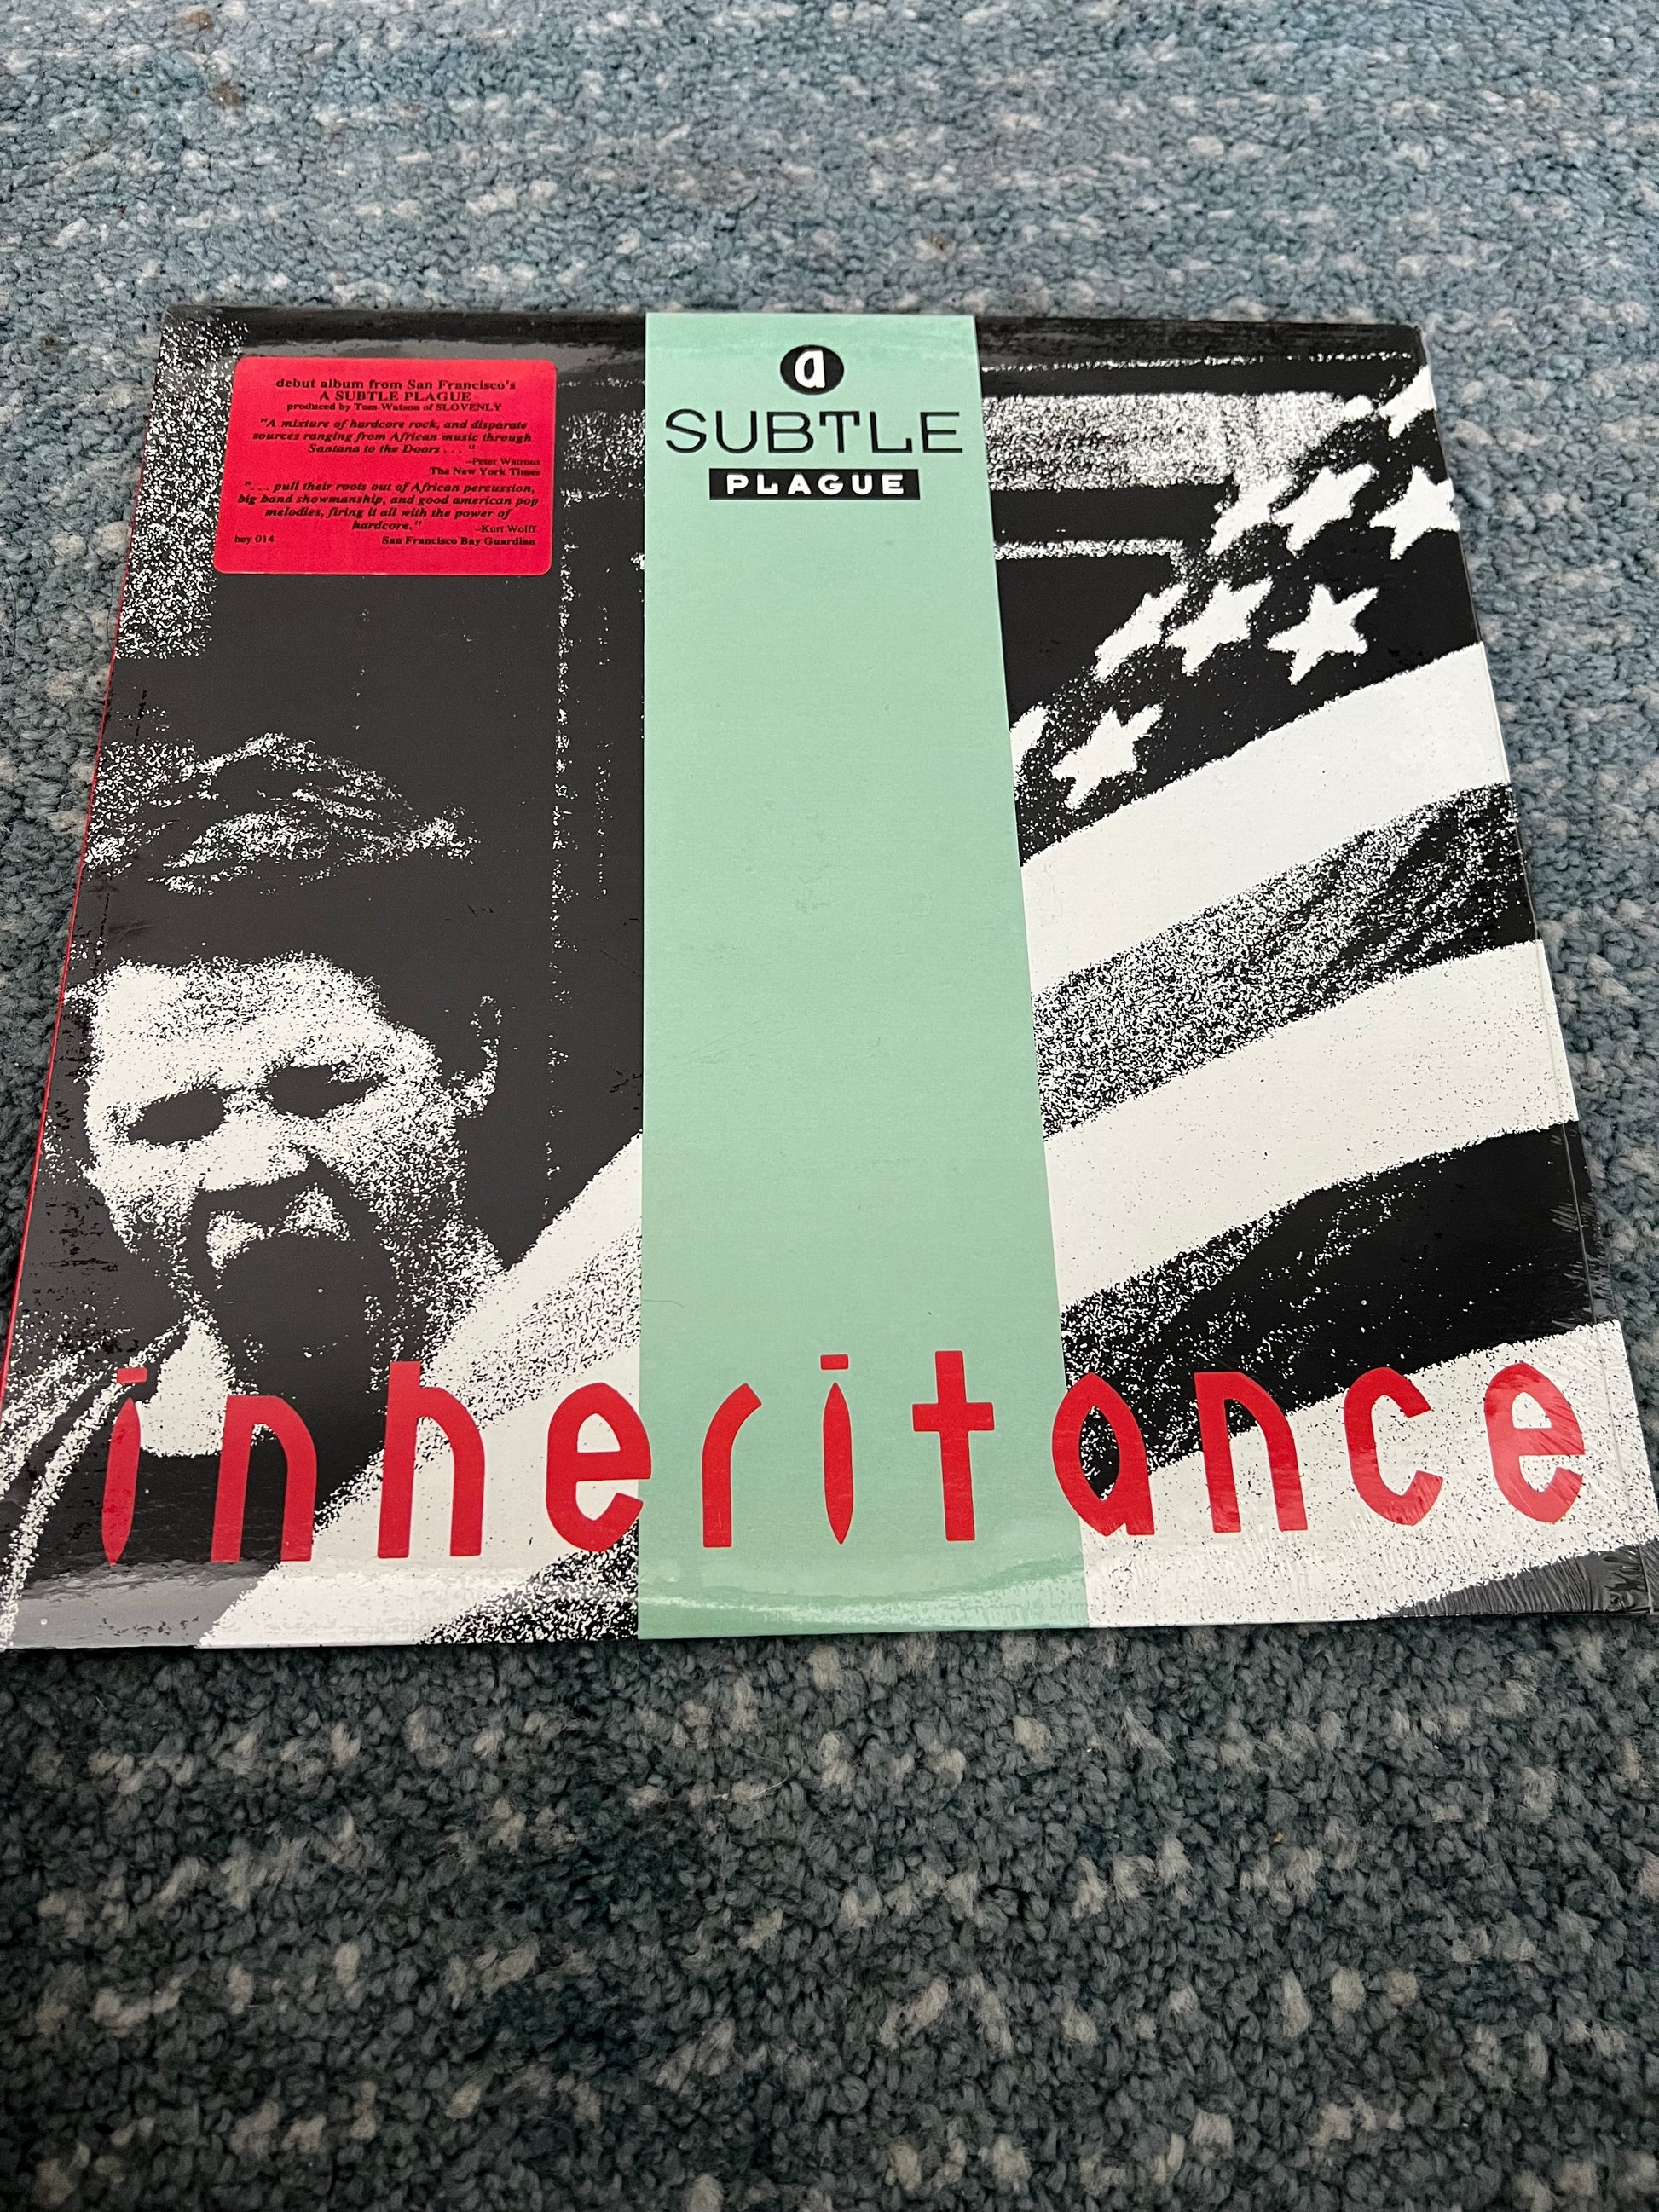 debut album from San Francisco's
A SUBTLE PLAGUE
produced by Tom Watson of SLOVENLY
"A mixture of hardcore rock, and disparate
sources ranging from African music through
Santana to the Doors . . . "
--Peter Watrous
The New York Times
". . . pull their roots out of African percussion,
big band showmanship, and good american pop
melodies, firing it all with the power of
hardcore."
--Kurt Wolff
hey 014 San Francisco Bay Guardian
a
SUBTLE
PLAGUE
inheritance